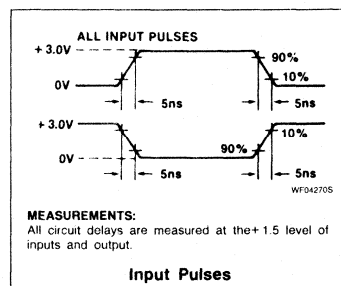 ALL INPUT PULSES
+ 3.0V
90%
10%
0V
5ns
5ns
+ 3.0V
10%
90%
0V
5ns
5ns
WF04270S
MEASUREMENTS:
All circuit delays are measured at the+ 1.5 level of
inputs and output.
Input Pulses